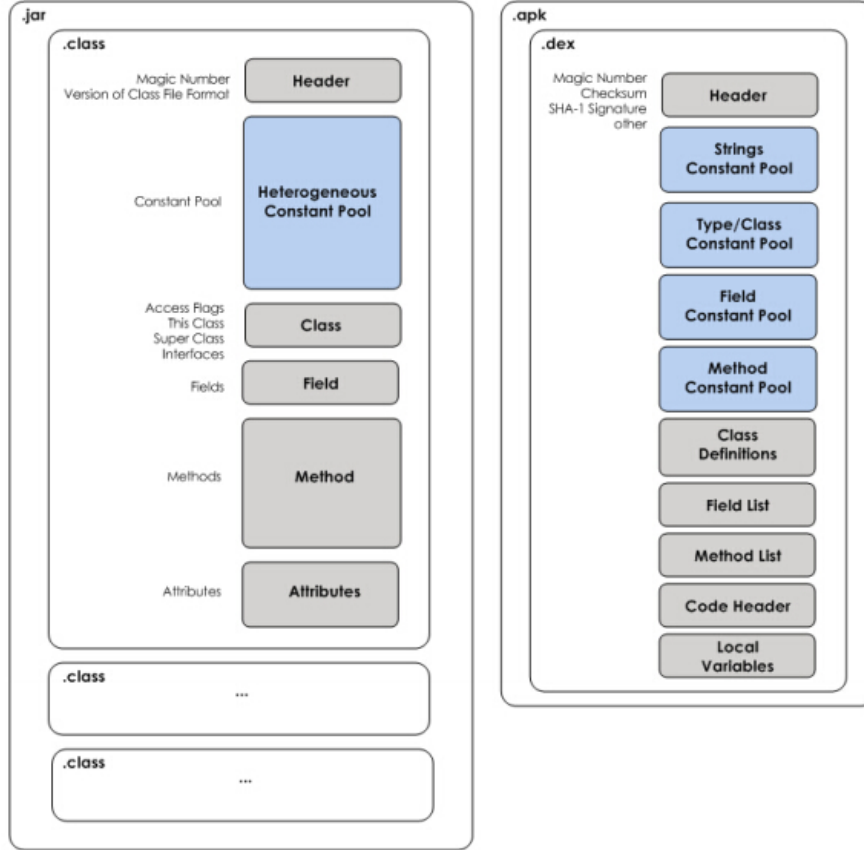 .jar
.class
Magic Number
Version of Class File Format
Header
Constant Pool
Heterogeneous
Constant Pool
Access Flags
This Class
Super Class
Interfaces
Class
Fields
Field
Methods
Method
Attributes
Attributes
.class
...
.class
...
.apk
.dex
Magic Number
Checksum
SHA-1 Signature
other
Header
Strings
Constant Pool
Type/Class
Constant Pool
Field
Constant Pool
Method
Constant Pool
Class
Definitions
Field List
Method List
Code Header
Local
Variables